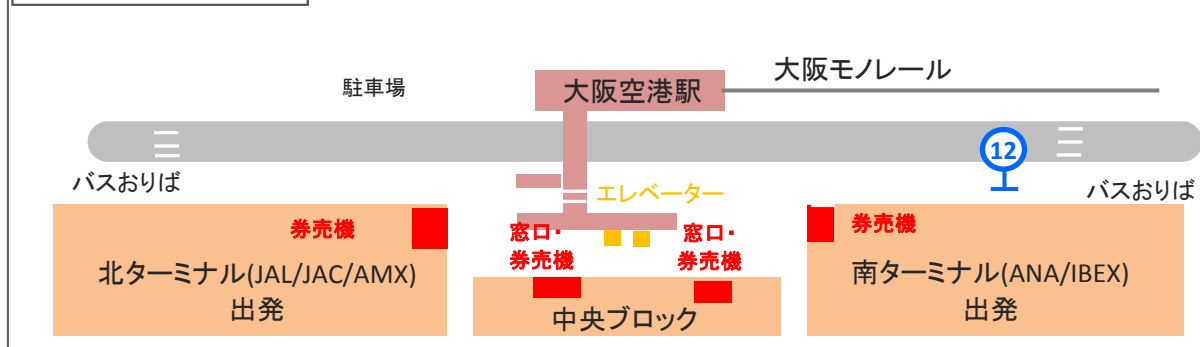 大阪モノレール
駐車場
大阪空港駅
12
バスおりば
エレベーター
バスおりば
券売機
窓口・
券売機
窓口・
券売機
券売機
北ターミナル(JAL/JAC/AMX)
出発
中央ブロック
南ターミナル(ANA/IBEX)
出発